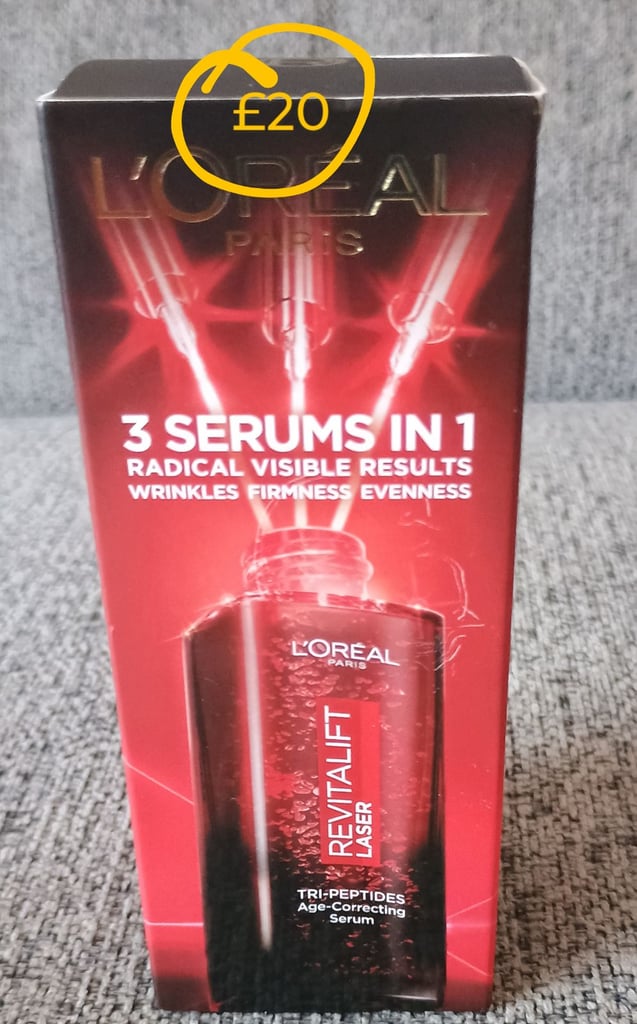 £20
L'ORÉAL
PARIS
3 SERUMS IN 1
RADICAL VISIBLE RESULTS
WRINKLES FIRMNESS EVENNESS
L'ORÉAL
PARIS
REVITALIFT
LASER
TRI-PEPTIDES
Age-Correcting
Serum